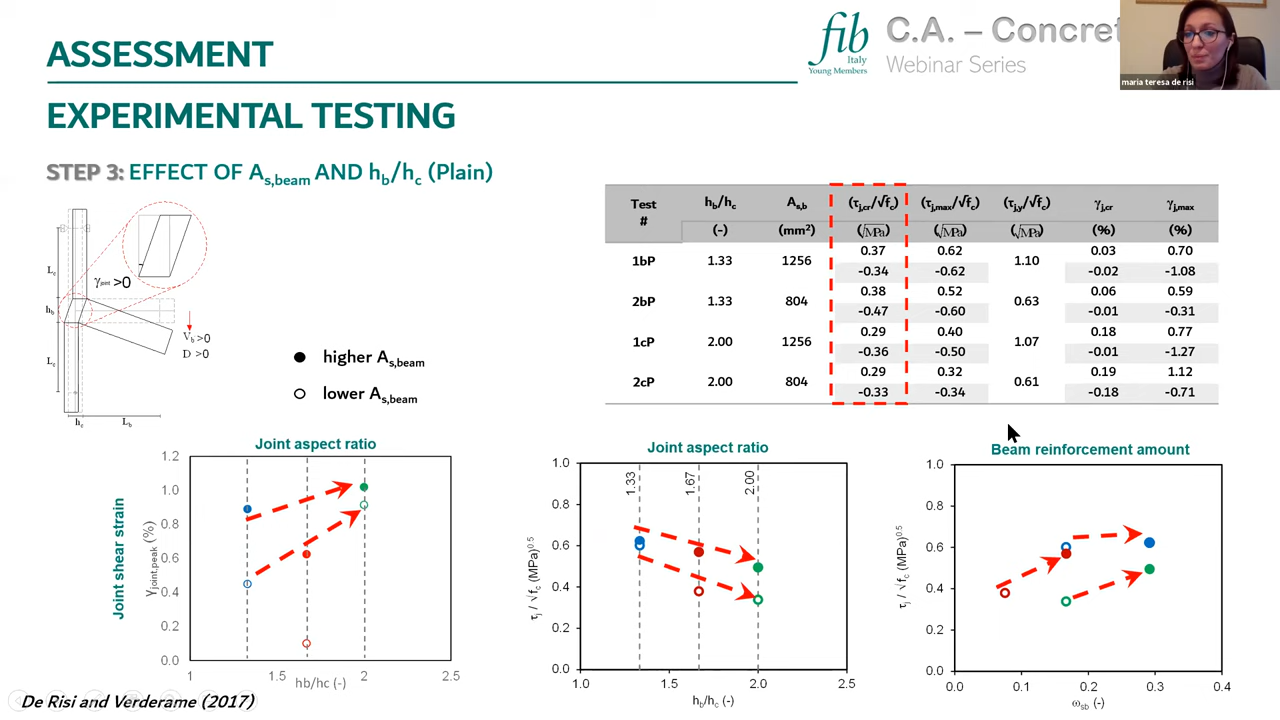 ASSESSMENT
fib
Italy
Young Members
C.A. – Concret
Webinar Series
maria teresa de risi
EXPERIMENTAL TESTING
STEP 3: EFFECT OF As,beam AND hb/hc (Plain)
Test # hb/hc As,b (τj,cr/√fc) (τj,max/√fc) (τj,y/√fc) γj,cr γj,max
(-) (mm²) (√MPa) (√MPa) (√MPa) (%) (%)
1bP 1.33 1256 0.37 0.62 1.10 0.03 0.70
-0.34 -0.62 -0.02 -1.08
2bP 1.33 804 0.38 0.52 0.63 0.06 0.59
-0.47 -0.60 -0.01 -0.31
1cP 2.00 1256 0.29 0.40 1.07 0.18 0.77
-0.36 -0.50 -0.01 -1.27
2cP 2.00 804 0.29 0.32 0.61 0.19 1.12
-0.33 -0.34 -0.18 -0.71
Lc
hb
Lc
γjoint >0
Vb >0
D >0
hc Lb
higher As,beam
lower As,beam
Joint aspect ratio
Joint shear strain
γjoint,peak (%)
1.2
1.0
0.8
0.6
0.4
0.2
0.0
1 1.5 2 2.5
hb/hc (-)
Joint aspect ratio
τj / √fc (MPa)^0.5
1.0
0.8
0.6
0.4
0.2
0.0
1.33 1.67 2.00
1.0 1.5 2.0 2.5
hb/hc (-)
Beam reinforcement amount
τj / √fc (MPa)^0.5
1.0
0.8
0.6
0.4
0.2
0.0
0.0 0.1 0.2 0.3 0.4
ωsb (-)
De Risi and Verderame (2017)